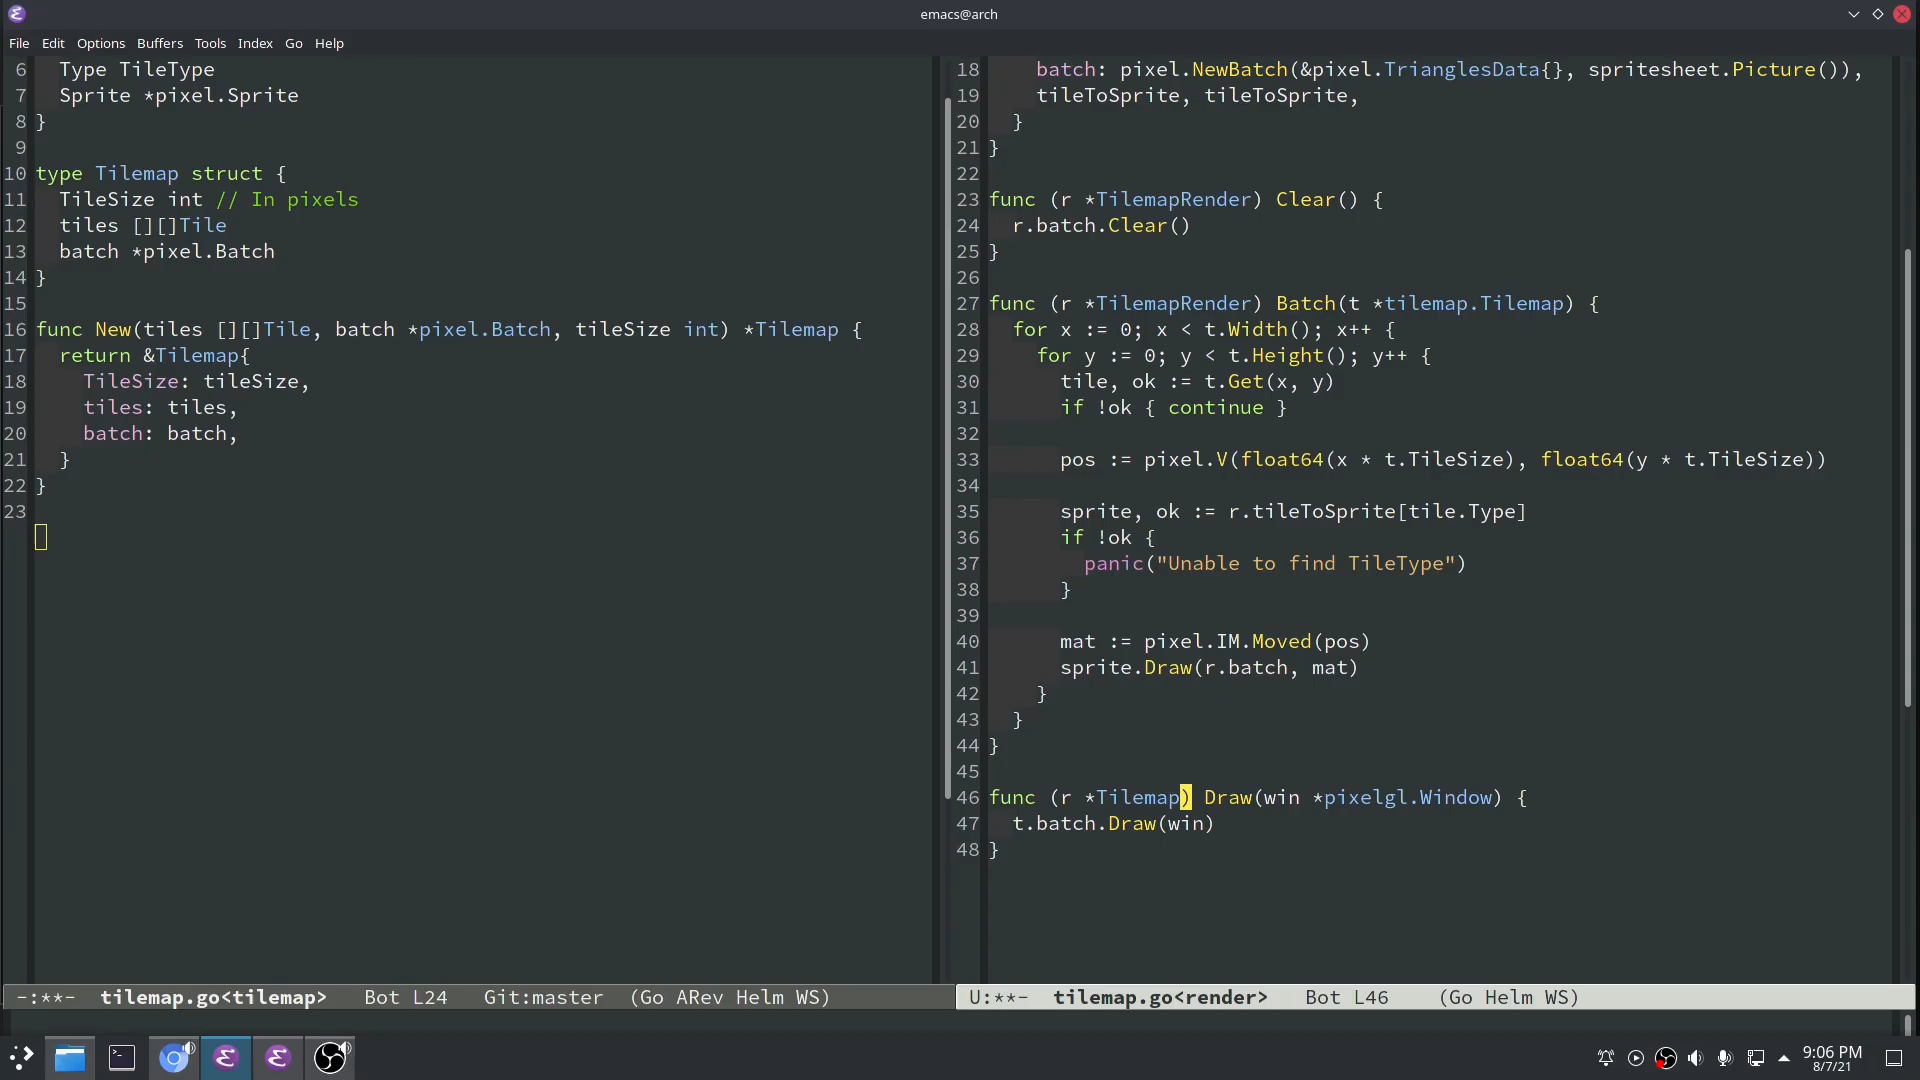 emacs@arch
File Edit Options Buffers Tools Index Go Help
6 Type TileType
7 Sprite *pixel.Sprite
8 }
9
10 type Tilemap struct {
11 TileSize int // In pixels
12 tiles [][]Tile
13 batch *pixel.Batch
14 }
15
16 func New(tiles [][]Tile, batch *pixel.Batch, tileSize int) *Tilemap {
17 return &Tilemap{
18 TileSize: tileSize,
19 tiles: tiles,
20 batch: batch,
21 }
22 }
23
-:**- tilemap.go<tilemap> Bot L24 Git:master (Go ARev Helm WS)
18 batch: pixel.NewBatch(&pixel.TrianglesData{}, spritesheet.Picture()),
19 tileToSprite, tileToSprite,
20 }
21 }
22
23 func (r *TilemapRender) Clear() {
24 r.batch.Clear()
25 }
26
27 func (r *TilemapRender) Batch(t *tilemap.Tilemap) {
28 for x := 0; x < t.Width(); x++ {
29 for y := 0; y < t.Height(); y++ {
30 tile, ok := t.Get(x, y)
31 if !ok { continue }
32
33 pos := pixel.V(float64(x * t.TileSize), float64(y * t.TileSize))
34
35 sprite, ok := r.tileToSprite[tile.Type]
36 if !ok {
37 panic("Unable to find TileType")
38 }
39
40 mat := pixel.IM.Moved(pos)
41 sprite.Draw(r.batch, mat)
42 }
43 }
44 }
45
46 func (r *Tilemap) Draw(win *pixelgl.Window) {
47 t.batch.Draw(win)
48 }
U:**- tilemap.go<render> Bot L46 (Go Helm WS)
9:06 PM
8/7/21